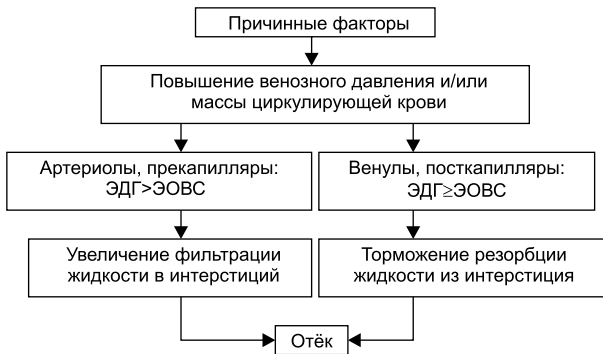 Причинные факторы
Повышение венозного давления и/или
массы циркулирующей крови
Артериолы, прекапилляры:
ЭДГ>ЭОВС
Венулы, посткапилляры:
ЭДГ≥ЭОВС
Увеличение фильтрации
жидкости в интерстиций
Торможение резорбции
жидкости из интерстиция
Отёк